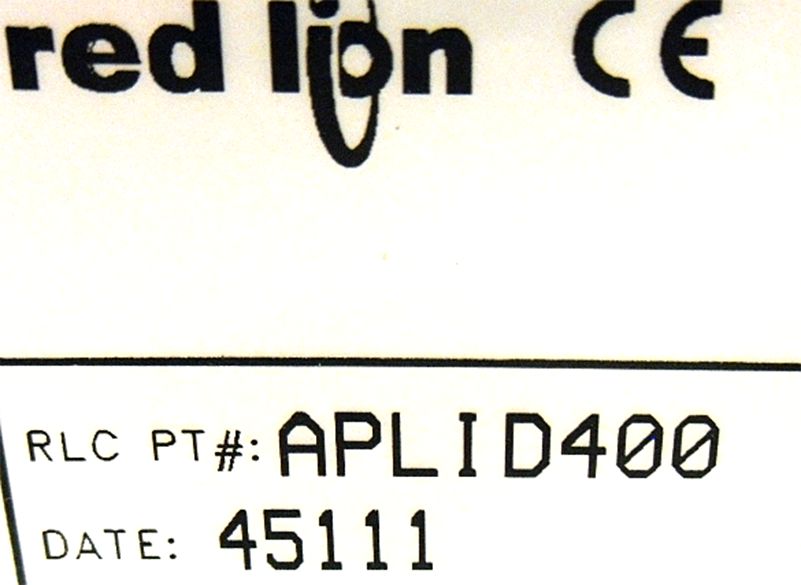 red lion CE
RLC PT#: APLID400
DATE: 45111